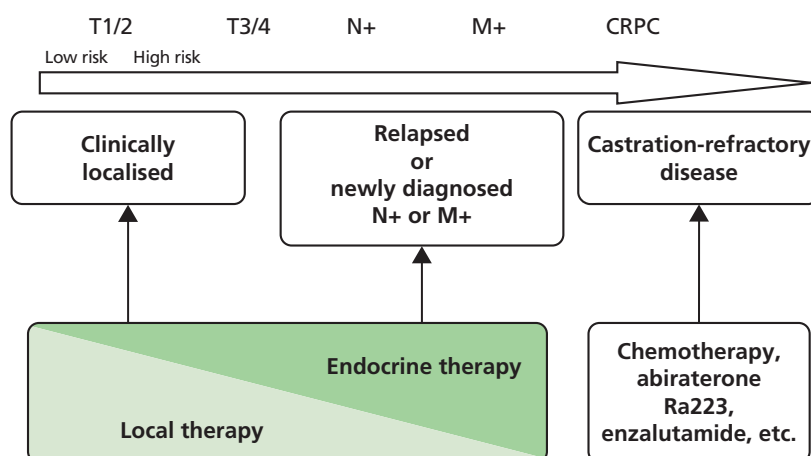 T1/2 T3/4 N+ M+ CRPC
Low risk High risk
Clinically
localised
Relapsed
or
newly diagnosed
N+ or M+
Castration-refractory
disease
Endocrine therapy
Local therapy
Chemotherapy,
abiraterone
Ra223,
enzalutamide, etc.